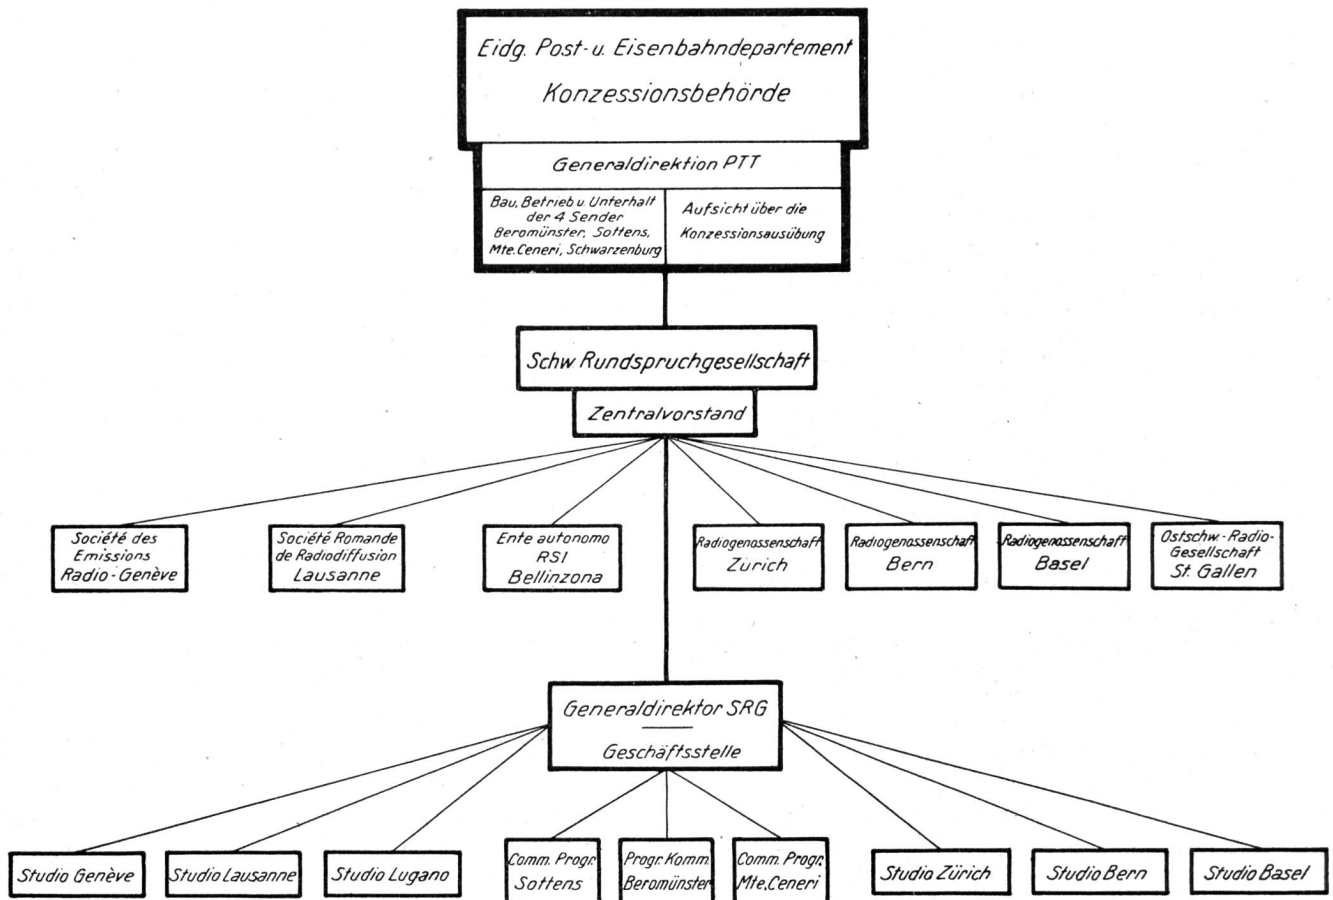 Eidg. Post- u. Eisenbahndepartement
Konzessionsbehörde
Generaldirektion PTT
Bau, Betrieb u. Unterhalt
der 4 Sender
Beromünster, Sottens,
Mte. Ceneri, Schwarzenburg
Aufsicht über die
Konzessionsausübung
Schw Rundspruchgesellschaft
Zentralvorstand
Société des
Emissions
Radio-Genève
Société Romande
de Radiodiffusion
Lausanne
Ente autonomo
RSI
Bellinzona
Radiogenossenschaft
Zürich
Radiogenossenschaft
Bern
Radiogenossenschaft
Basel
Ostschw.-Radio-
Gesellschaft
St. Gallen
Generaldirektor SRG
Geschäftsstelle
Studio Genève
Studio Lausanne
Studio Lugano
Comm. Progr.
Sottens
Progr. Komm.
Beromünster
Comm. Progr.
Mte. Ceneri
Studio Zürich
Studio Bern
Studio Basel